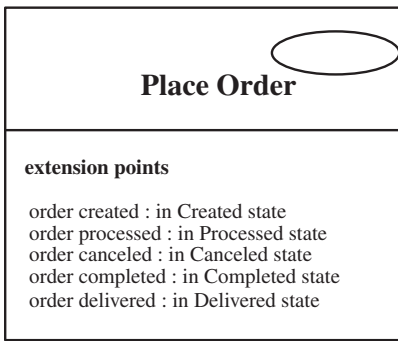 Place Order
extension points
order created : in Created state
order processed : in Processed state
order canceled : in Canceled state
order completed : in Completed state
order delivered : in Delivered state